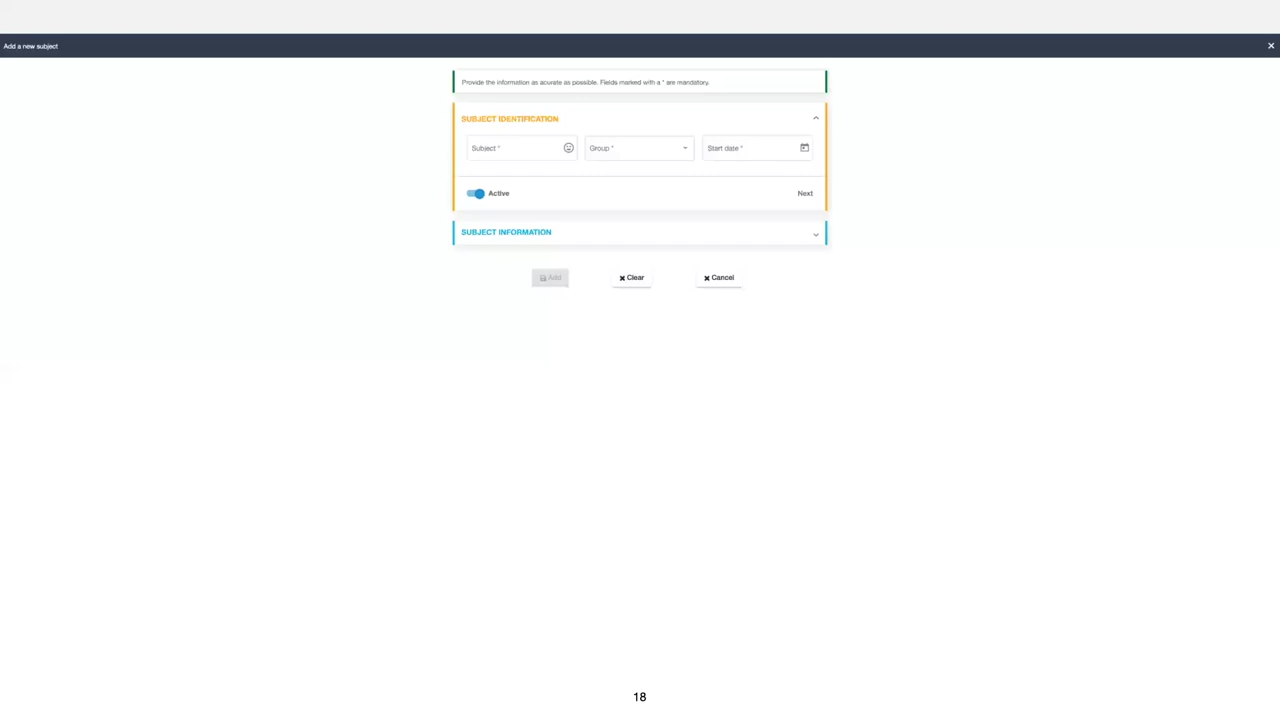 Add a new subject
Provide the information as acurate as possible. Fields marked with a * are mandatory.
SUBJECT IDENTIFICATION
Subject *
Group *
Start date *
Active
Next
SUBJECT INFORMATION
Add
Clear
Cancel
18